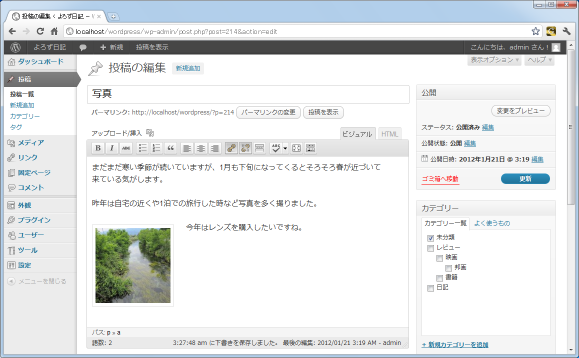 投稿の編集 ‹ よろず日記 — W
localhost/wordpress/wp-admin/post.php?post=214&action=edit
よろず日記 + 新規 投稿を表示 こんにちは、admin さん！
ダッシュボード
投稿
投稿一覧
新規追加
カテゴリー
タグ
メディア
リンク
固定ページ
コメント
外観
プラグイン
ユーザー
ツール
設定
メニューを閉じる
表示オプション ヘルプ
投稿の編集 新規追加
写真
パーマリンク: http://localhost/wordpress/?p=214 パーマリンクの変更 投稿を表示
アップロード/挿入 ビジュアル HTML
B I ABC
ABC
まだまだ寒い季節が続いていますが、1月も下旬になってくるとそろそろ春が近づいて
来ている気がします。
昨年は自宅の近くや1泊での旅行した時など写真を多く撮りました。
今年はレンズを購入したいですね。
パス: p » a
語数: 2 3:27:48 am に下書きを保存しました。 最後の編集: 2012/01/21 3:19 AM - admin
公開
変更をプレビュー
ステータス: 公開済み 編集
公開状態: 公開 編集
公開日時: 2012年1月21日 @ 3:19 編集
ゴミ箱へ移動 更新
カテゴリー
カテゴリー一覧 よく使うもの
未分類
レビュー
映画
邦画
書籍
日記
+ 新規カテゴリーを追加